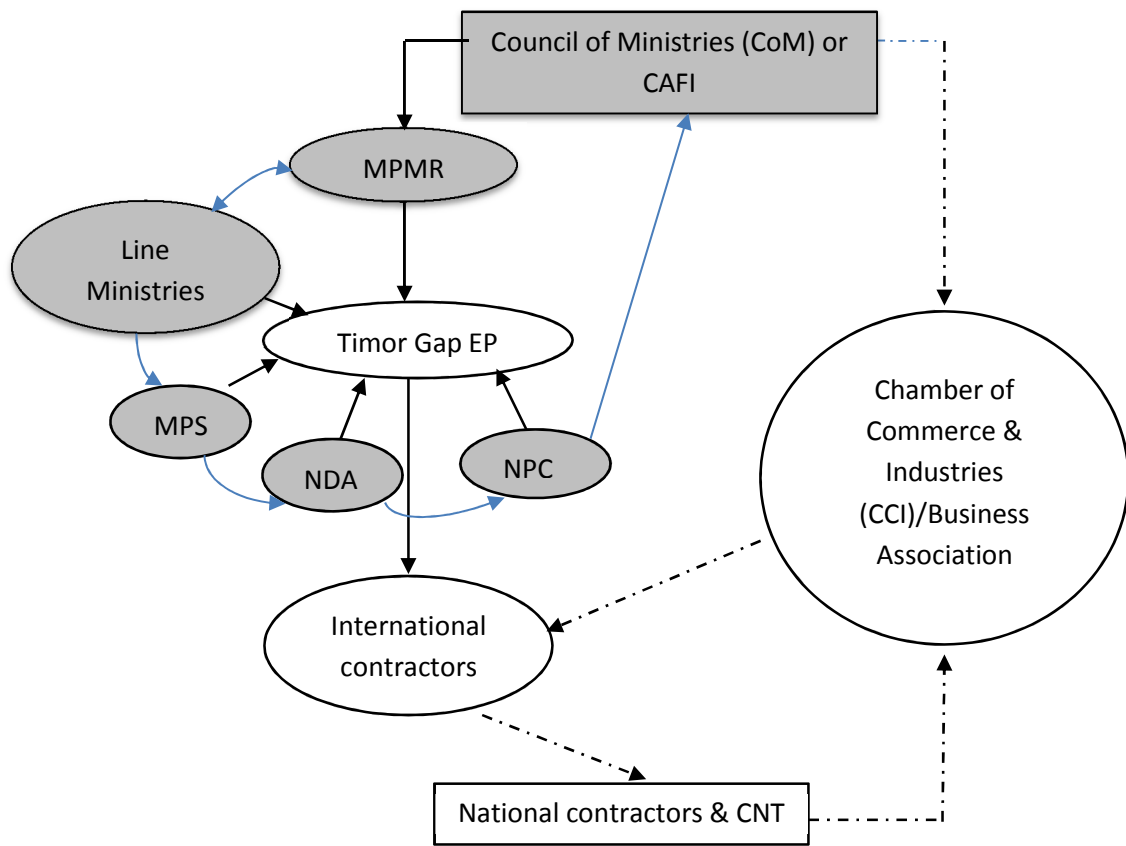 Council of Ministries (CoM) or
CAFI
MPMR
Line
Ministries
Timor Gap EP
MPS
NDA
NPC
Chamber of
Commerce &
Industries
(CCI)/Business
Association
International
contractors
National contractors & CNT